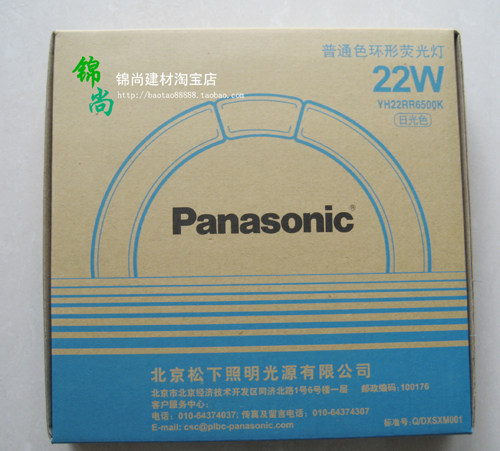 普通色环形荧光灯
22W
YH22RR6500K
日光色
锦尚
锦尚建材淘宝店
http://baotao88888.taobao.com/
Panasonic®
北京松下照明光源有限公司
北京市北京经济技术开发区同济北路1号6号楼一层 邮政编码:100176
客户服务中心:
电话: 010-64374037; 传真及留言电话: 010-64374307
E-mail: csc@plbc-panasonic.com
标准号: Q/DXSXM001